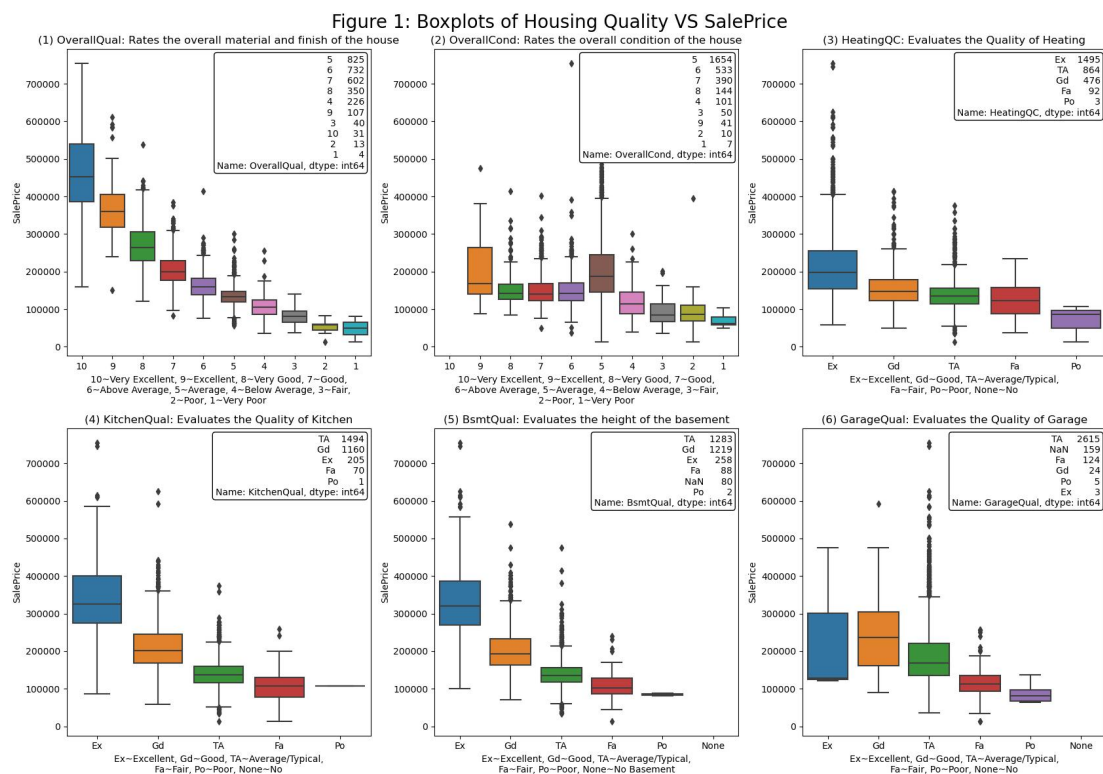 Figure 1: Boxplots of Housing Quality VS SalePrice
(1) OverallQual: Rates the overall material and finish of the house
SalePrice
700000
600000
500000
400000
300000
200000
100000
0
5 825
6 732
7 602
8 350
4 226
9 107
3 40
10 31
2 13
1 4
Name: OverallQual, dtype: int64
10 9 8 7 6 5 4 3 2 1
10~Very Excellent, 9~Excellent, 8~Very Good, 7~Good,
6~Above Average, 5~Average, 4~Below Average, 3~Fair,
2~Poor, 1~Very Poor
(2) OverallCond: Rates the overall condition of the house
SalePrice
700000
600000
500000
400000
300000
200000
100000
0
5 1654
6 533
7 390
8 144
4 101
3 50
9 41
2 10
1 7
Name: OverallCond, dtype: int64
10 9 8 7 6 5 4 3 2 1
10~Very Excellent, 9~Excellent, 8~Very Good, 7~Good,
6~Above Average, 5~Average, 4~Below Average, 3~Fair,
2~Poor, 1~Very Poor
(3) HeatingQC: Evaluates the Quality of Heating
SalePrice
700000
600000
500000
400000
300000
200000
100000
0
Ex 1495
TA 864
Gd 476
Fa 92
Po 3
Name: HeatingQC, dtype: int64
Ex Gd TA Fa Po
Ex~Excellent, Gd~Good, TA~Average/Typical,
Fa~Fair, Po~Poor, None~No
(4) KitchenQual: Evaluates the Quality of Kitchen
SalePrice
700000
600000
500000
400000
300000
200000
100000
0
TA 1494
Gd 1160
Ex 205
Fa 70
Po 1
Name: KitchenQual, dtype: int64
Ex Gd TA Fa Po
Ex~Excellent, Gd~Good, TA~Average/Typical,
Fa~Fair, Po~Poor, None~No
(5) BsmtQual: Evaluates the height of the basement
SalePrice
700000
600000
500000
400000
300000
200000
100000
0
TA 1283
Gd 1219
Ex 258
Fa 88
NaN 80
Po 2
Name: BsmtQual, dtype: int64
Ex Gd TA Fa Po None
Ex~Excellent, Gd~Good, TA~Average/Typical,
Fa~Fair, Po~Poor, None~No Basement
(6) GarageQual: Evaluates the Quality of Garage
SalePrice
700000
600000
500000
400000
300000
200000
100000
0
TA 2615
NaN 159
Fa 124
Gd 24
Po 5
Ex 3
Name: GarageQual, dtype: int64
Ex Gd TA Fa Po None
Ex~Excellent, Gd~Good, TA~Average/Typical,
Fa~Fair, Po~Poor, None~No